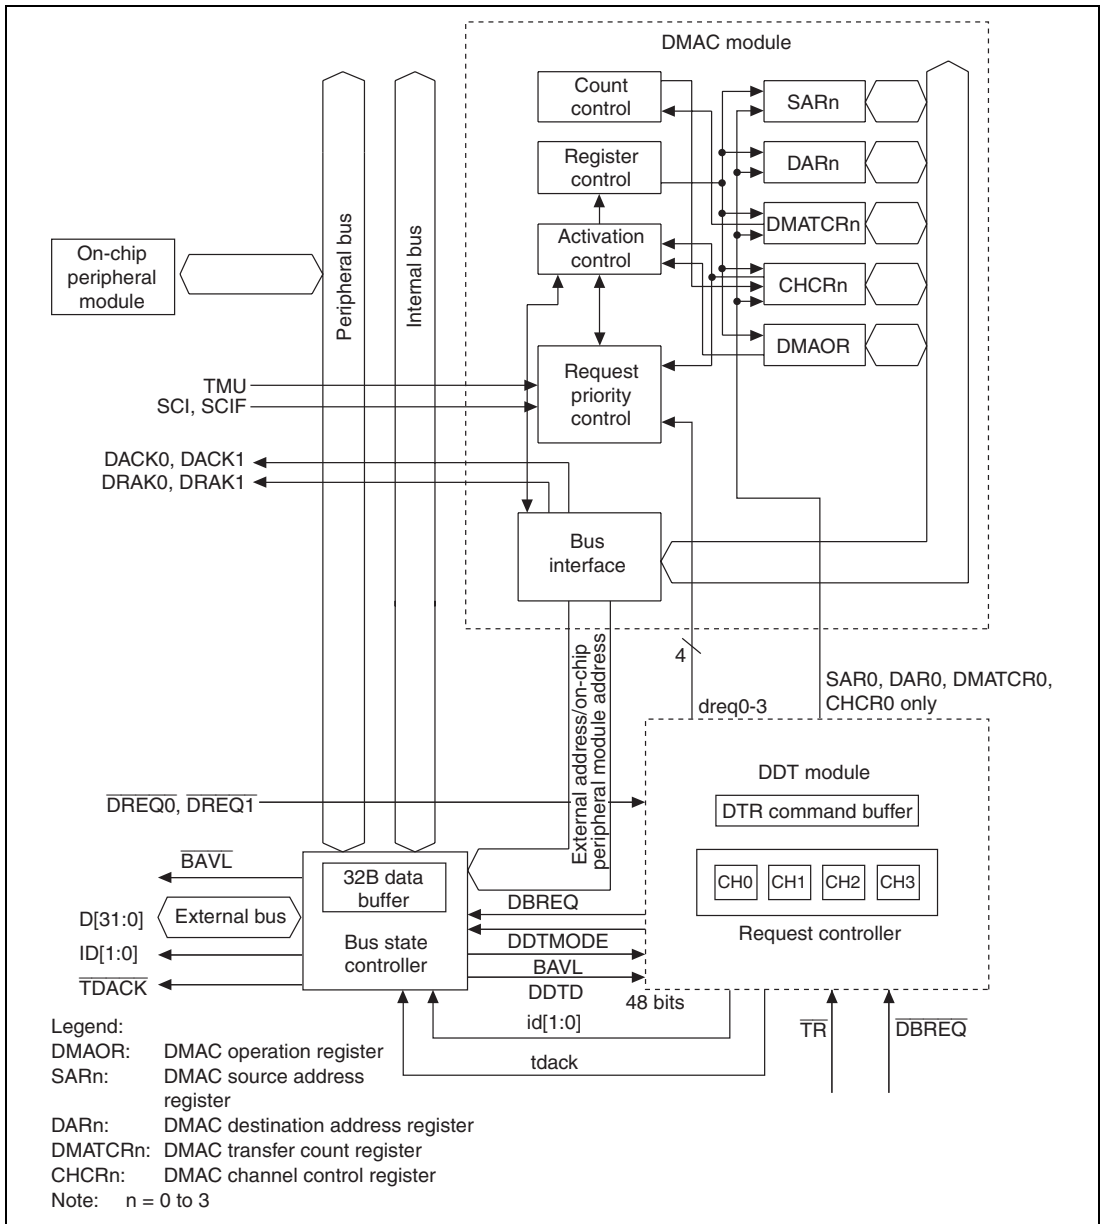 DMAC module
Count
control
SARn
Register
control
DARn
DMATCRn
Activation
control
CHCRn
DMAOR
On-chip
peripheral
module
Peripheral bus
Internal bus
Request
priority
control
TMU
SCI, SCIF
DACK0, DACK1
DRAK0, DRAK1
Bus
interface
External address/on-chip
peripheral module address
4
dreq0-3
SAR0, DAR0, DMATCR0,
CHCR0 only
DDT module
DTR command buffer
CH0 CH1 CH2 CH3
Request controller
DREQ0, DREQ1
BAVL
32B data
buffer
D[31:0]
External bus
Bus state
controller
ID[1:0]
TDACK
DBREQ
DDTMODE
BAVL
DDTD
48 bits
id[1:0]
tdack
TR
DBREQ
Legend:
DMAOR: DMAC operation register
SARn: DMAC source address
register
DARn: DMAC destination address register
DMATCRn: DMAC transfer count register
CHCRn: DMAC channel control register
Note: n = 0 to 3